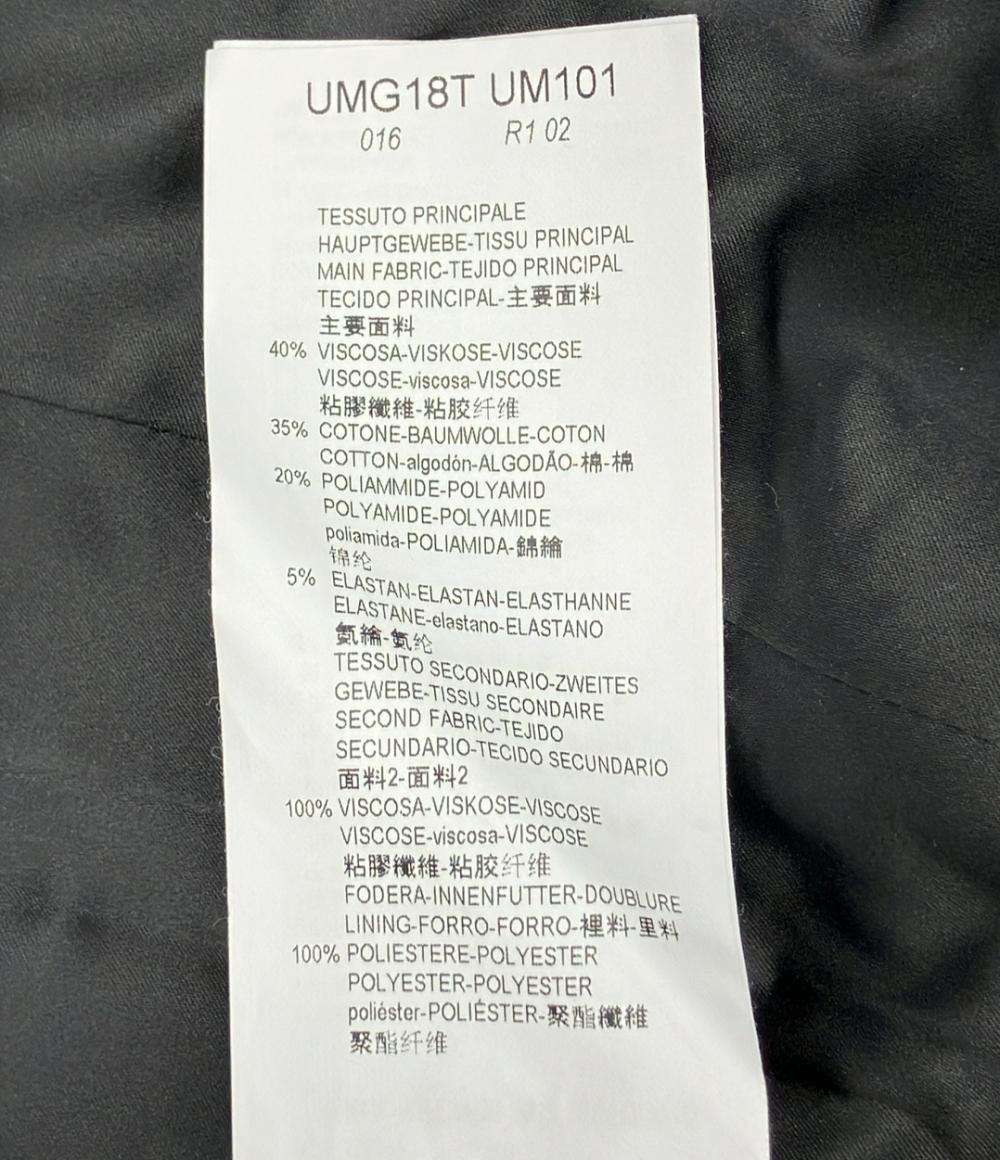 UMG18T UM101
016 R1 02
TESSUTO PRINCIPALE
HAUPTGEWEBE-TISSU PRINCIPAL
MAIN FABRIC-TEJIDO PRINCIPAL
TECIDO PRINCIPAL-主要面料
主要面料
40% VISCOSA-VISKOSE-VISCOSE
VISCOSE-viscosa-VISCOSE
粘膠纖維-粘胶纤维
35% COTONE-BAUMWOLLE-COTON
COTTON-algodón-ALGODÃO-棉-棉
20% POLIAMMIDE-POLYAMID
POLYAMIDE-POLYAMIDE
poliamida-POLIAMIDA-錦綸
锦纶
5% ELASTAN-ELASTAN-ELASTHANNE
ELASTANE-elastano-ELASTANO
氨綸-氨纶
TESSUTO SECONDARIO-ZWEITES
GEWEBE-TISSU SECONDAIRE
SECOND FABRIC-TEJIDO
SECUNDARIO-TECIDO SECUNDARIO
面料2-面料2
100% VISCOSA-VISKOSE-VISCOSE
VISCOSE-viscosa-VISCOSE
粘膠纖維-粘胶纤维
FODERA-INNENFUTTER-DOUBLURE
LINING-FORRO-FORRO-裡料-里料
100% POLIESTERE-POLYESTER
POLYESTER-POLYESTER
poliéster-POLIÉSTER-聚酯纖維
聚酯纤维